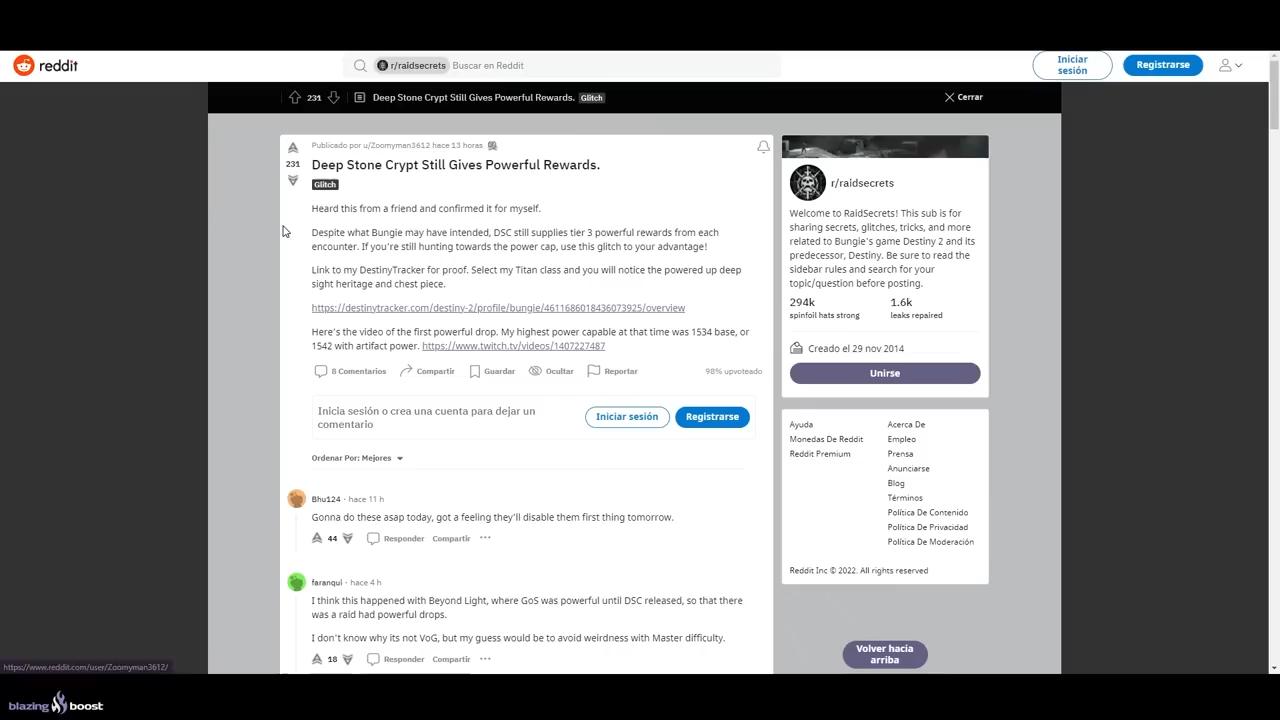 reddit
r/raidsecrets Buscar en Reddit
Iniciar sesión
Registrarse
231 Deep Stone Crypt Still Gives Powerful Rewards. Glitch
Cerrar
Publicado por u/Zoomyman3612 hace 13 horas
231
Deep Stone Crypt Still Gives Powerful Rewards.
Glitch
Heard this from a friend and confirmed it for myself.
Despite what Bungie may have intended, DSC still supplies tier 3 powerful rewards from each
encounter. If you're still hunting towards the power cap, use this glitch to your advantage!
Link to my DestinyTracker for proof. Select my Titan class and you will notice the powered up deep
sight heritage and chest piece.
https://destinytracker.com/destiny-2/profile/bungie/4611686018436073925/overview
Here's the video of the first powerful drop. My highest power capable at that time was 1534 base, or
1542 with artifact power. https://www.twitch.tv/videos/1407227487
8 Comentarios Compartir Guardar Ocultar Reportar 98% upvoteado
Inicia sesión o crea una cuenta para dejar un
comentario
Iniciar sesión Registrarse
Ordenar Por: Mejores
Bhu124 · hace 11 h
Gonna do these asap today, got a feeling they'll disable them first thing tomorrow.
44 Responder Compartir ...
faranqui · hace 4 h
I think this happened with Beyond Light, where GoS was powerful until DSC released, so that there
was a raid had powerful drops.
I don't know why its not VoG, but my guess would be to avoid weirdness with Master difficulty.
18 Responder Compartir ...
r/raidsecrets
Welcome to RaidSecrets! This sub is for
sharing secrets, glitches, tricks, and more
related to Bungie's game Destiny 2 and its
predecessor, Destiny. Be sure to read the
sidebar rules and search for your
topic/question before posting.
294k 1.6k
spinfoil hats strong leaks repaired
Creado el 29 nov 2014
Unirse
Ayuda Acerca De
Monedas De Reddit Empleo
Reddit Premium Prensa
Anunciarse
Blog
Términos
Política De Contenido
Política De Privacidad
Política De Moderación
Reddit Inc © 2022. All rights reserved
Volver hacia
arriba
https://www.reddit.com/user/Zoomyman3612/
blazing boost